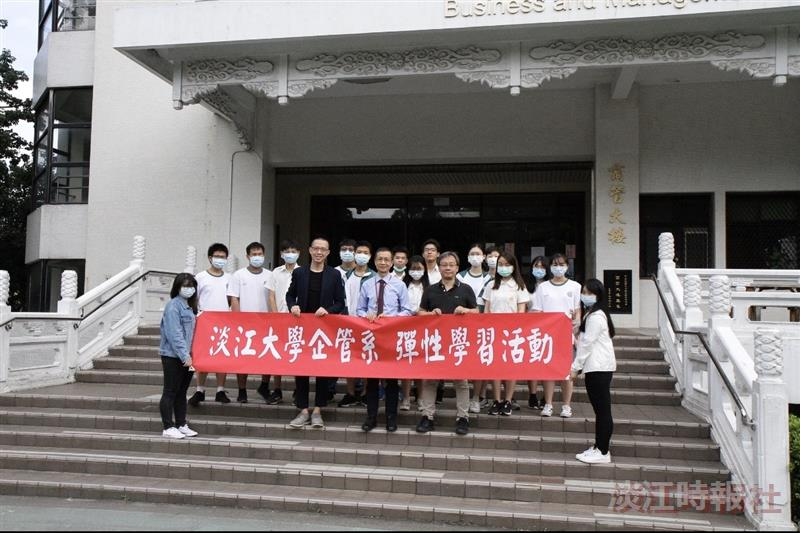 Business and Management
商管大樓
淡江大學企管系 彈性學習活動
淡江時報社